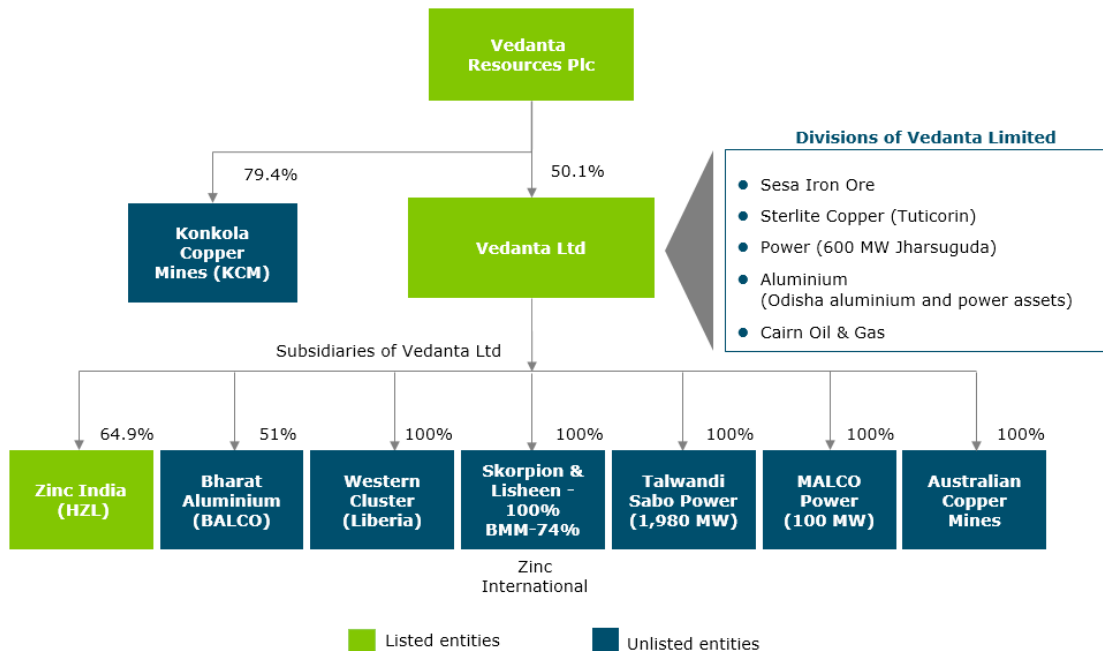 Vedanta
Resources Plc
Divisions of Vedanta Limited
79.4%
50.1%
Sesa Iron Ore
Sterlite Copper (Tuticorin)
Power (600 MW Jharsuguda)
Aluminium
(Odisha aluminium and power assets)
Cairn Oil & Gas
Konkola
Copper
Mines (KCM)
Vedanta Ltd
Subsidiaries of Vedanta Ltd
64.9%
51%
100%
100%
100%
100%
100%
Zinc India
(HZL)
Bharat
Aluminium
(BALCO)
Western
Cluster
(Liberia)
Skorpion &
Lisheen -
100%
BMM-74%
Talwandi
Sabo Power
(1,980 MW)
MALCO
Power
(100 MW)
Australian
Copper
Mines
Zinc
International
Listed entities
Unlisted entities